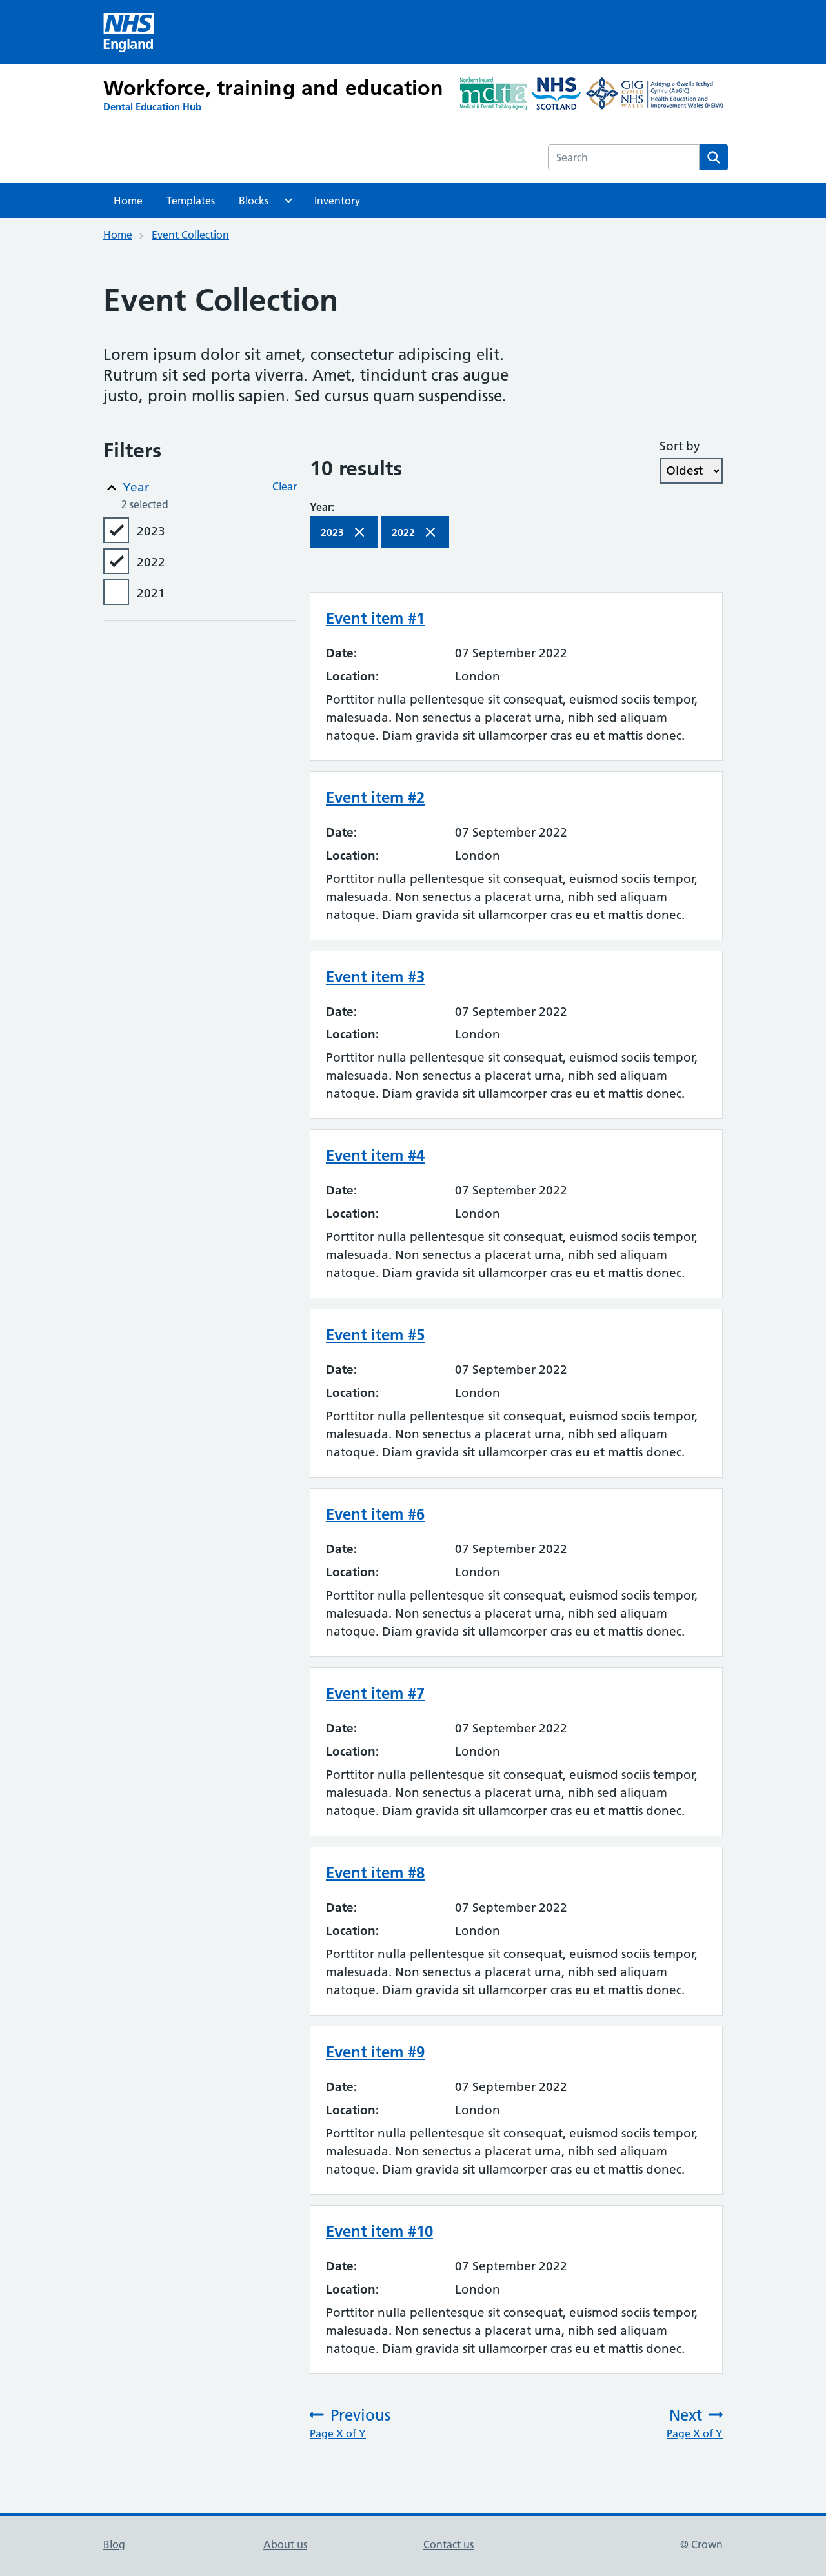 NHS
England
Workforce, training and education
Dental Education Hub
Northern Ireland
mdta
Medical & Dental Training Agency
NHS
SCOTLAND
GIG
CYMRU
NHS
WALES
Addysg a Gwella Iechyd
Cymru (AaGIC)
Health Education and
Improvement Wales (HEIW)
Search
Home
Templates
Blocks
Inventory
Home
Event Collection
Event Collection
Lorem ipsum dolor sit amet, consectetur adipiscing elit.
Rutrum sit sed porta viverra. Amet, tincidunt cras augue
justo, proin mollis sapien. Sed cursus quam suspendisse.
Filters
Year
Clear
2 selected
2023
2022
2021
10 results
Sort by
Oldest
Year:
2023
2022
Event item #1
Date: 07 September 2022
Location: London
Porttitor nulla pellentesque sit consequat, euismod sociis tempor,
malesuada. Non senectus a placerat urna, nibh sed aliquam
natoque. Diam gravida sit ullamcorper cras eu et mattis donec.
Event item #2
Date: 07 September 2022
Location: London
Porttitor nulla pellentesque sit consequat, euismod sociis tempor,
malesuada. Non senectus a placerat urna, nibh sed aliquam
natoque. Diam gravida sit ullamcorper cras eu et mattis donec.
Event item #3
Date: 07 September 2022
Location: London
Porttitor nulla pellentesque sit consequat, euismod sociis tempor,
malesuada. Non senectus a placerat urna, nibh sed aliquam
natoque. Diam gravida sit ullamcorper cras eu et mattis donec.
Event item #4
Date: 07 September 2022
Location: London
Porttitor nulla pellentesque sit consequat, euismod sociis tempor,
malesuada. Non senectus a placerat urna, nibh sed aliquam
natoque. Diam gravida sit ullamcorper cras eu et mattis donec.
Event item #5
Date: 07 September 2022
Location: London
Porttitor nulla pellentesque sit consequat, euismod sociis tempor,
malesuada. Non senectus a placerat urna, nibh sed aliquam
natoque. Diam gravida sit ullamcorper cras eu et mattis donec.
Event item #6
Date: 07 September 2022
Location: London
Porttitor nulla pellentesque sit consequat, euismod sociis tempor,
malesuada. Non senectus a placerat urna, nibh sed aliquam
natoque. Diam gravida sit ullamcorper cras eu et mattis donec.
Event item #7
Date: 07 September 2022
Location: London
Porttitor nulla pellentesque sit consequat, euismod sociis tempor,
malesuada. Non senectus a placerat urna, nibh sed aliquam
natoque. Diam gravida sit ullamcorper cras eu et mattis donec.
Event item #8
Date: 07 September 2022
Location: London
Porttitor nulla pellentesque sit consequat, euismod sociis tempor,
malesuada. Non senectus a placerat urna, nibh sed aliquam
natoque. Diam gravida sit ullamcorper cras eu et mattis donec.
Event item #9
Date: 07 September 2022
Location: London
Porttitor nulla pellentesque sit consequat, euismod sociis tempor,
malesuada. Non senectus a placerat urna, nibh sed aliquam
natoque. Diam gravida sit ullamcorper cras eu et mattis donec.
Event item #10
Date: 07 September 2022
Location: London
Porttitor nulla pellentesque sit consequat, euismod sociis tempor,
malesuada. Non senectus a placerat urna, nibh sed aliquam
natoque. Diam gravida sit ullamcorper cras eu et mattis donec.
Previous
Page X of Y
Next
Page X of Y
Blog
About us
Contact us
© Crown